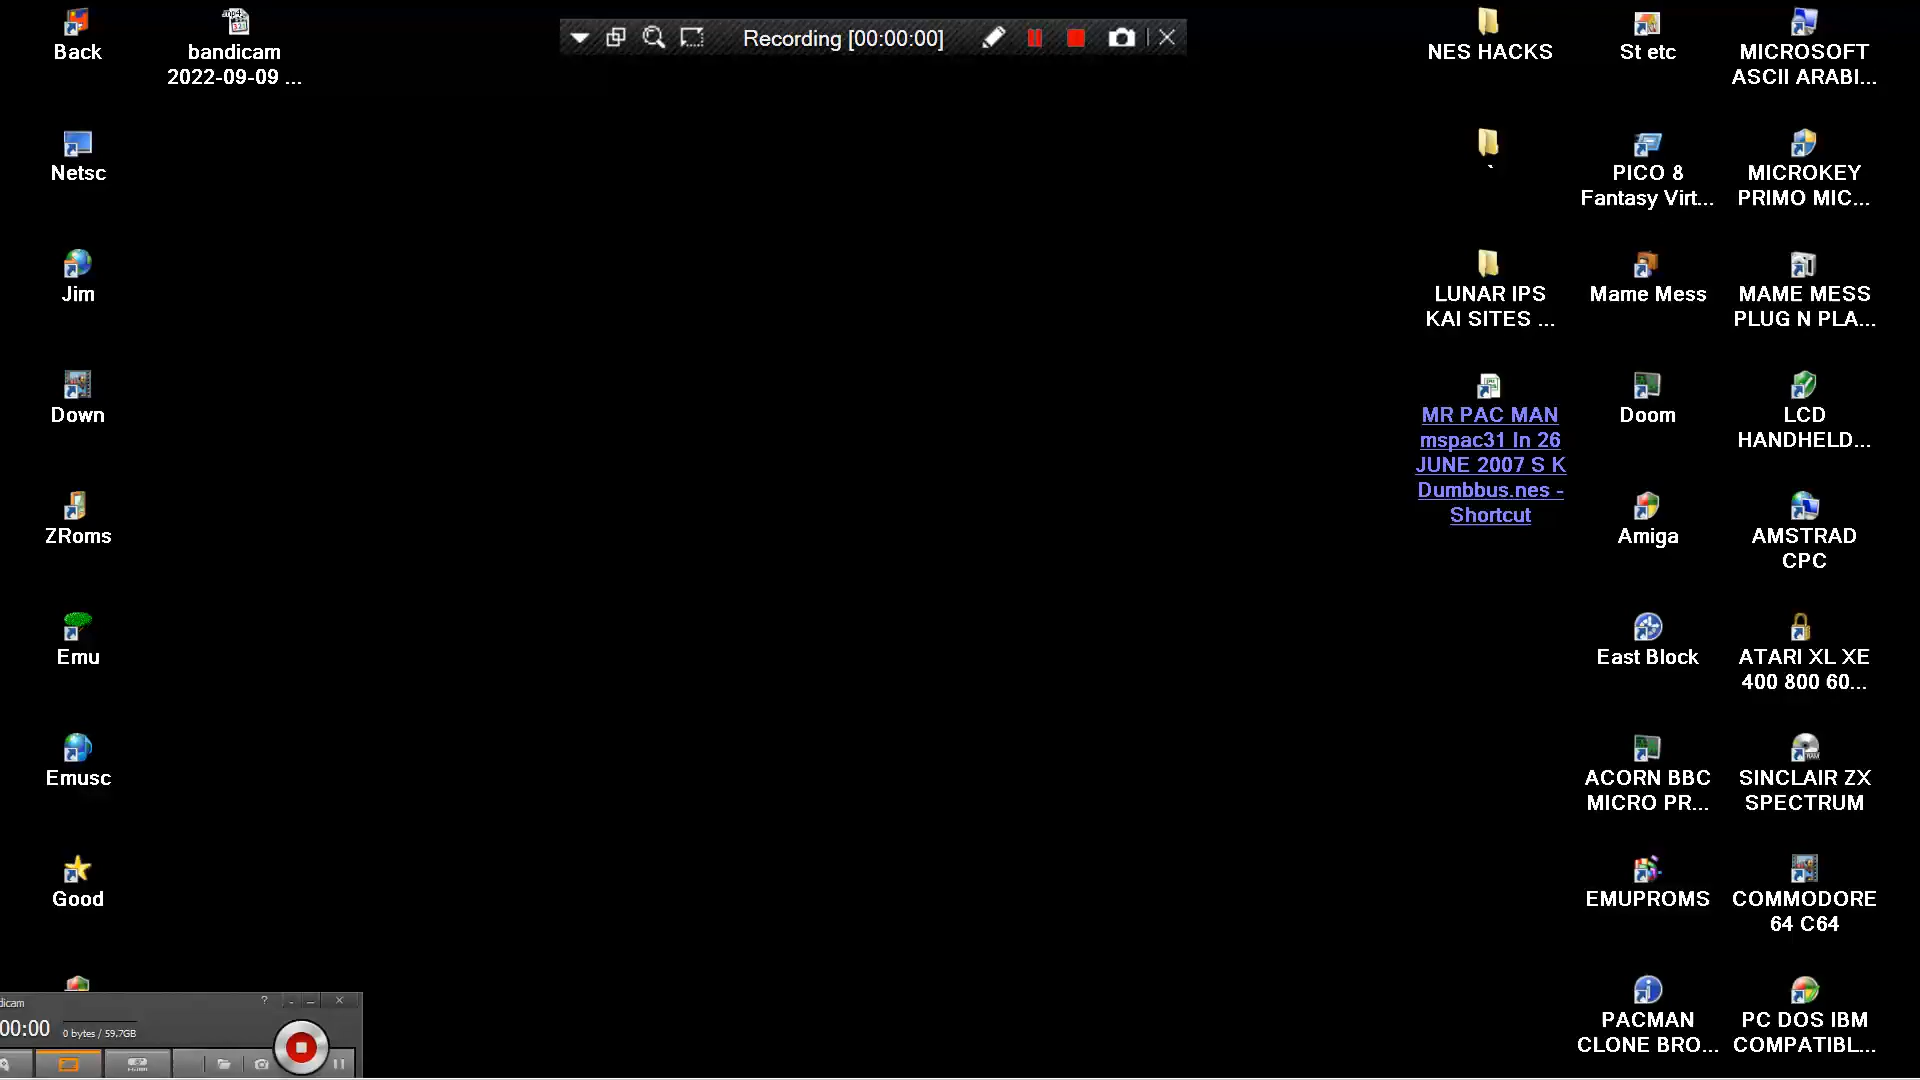 Back
bandicam
2022-09-09 ...
Recording [00:00:00]
NES HACKS
St etc
MICROSOFT
ASCII ARABI...
Netsc
`
PICO 8
Fantasy Virt...
MICROKEY
PRIMO MIC...
Jim
LUNAR IPS
KAI SITES ...
Mame Mess
MAME MESS
PLUG N PLA...
Down
MR PAC MAN
mspac31 In 26
JUNE 2007 S K
Dumbbus.nes -
Shortcut
Doom
LCD
HANDHELD...
ZRoms
Amiga
AMSTRAD
CPC
Emu
East Block
ATARI XL XE
400 800 60...
Emusc
ACORN BBC
MICRO PR...
SINCLAIR ZX
SPECTRUM
Good
EMUPROMS
COMMODORE
64 C64
PACMAN
CLONE BRO...
PC DOS IBM
COMPATIBL...
dicam
00:00
0 bytes / 59.7GB